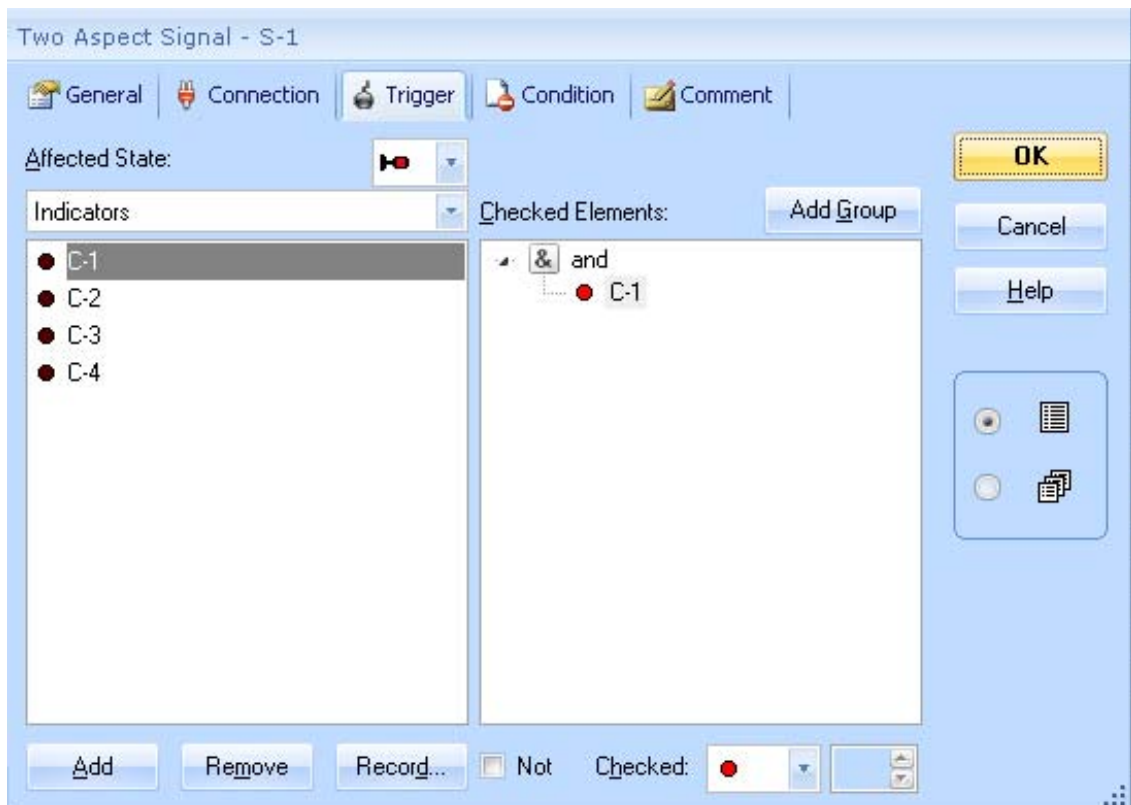 Two Aspect Signal - S-1
General Connection Trigger Condition Comment
Affected State:
OK
Indicators
Checked Elements:
Add Group
Cancel
C-1
C-2
C-3
C-4
& and
C-1
Help
Add Remove Record... Not Checked: